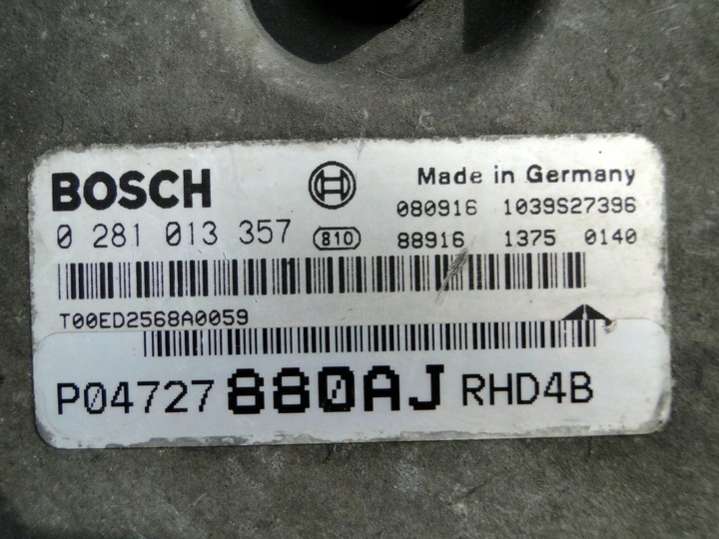 BOSCH Made in Germany
080916 1039S27396
0 281 013 357 810 88916 1375 0140
T00ED2568A0059
P04727 880AJ RHD4B